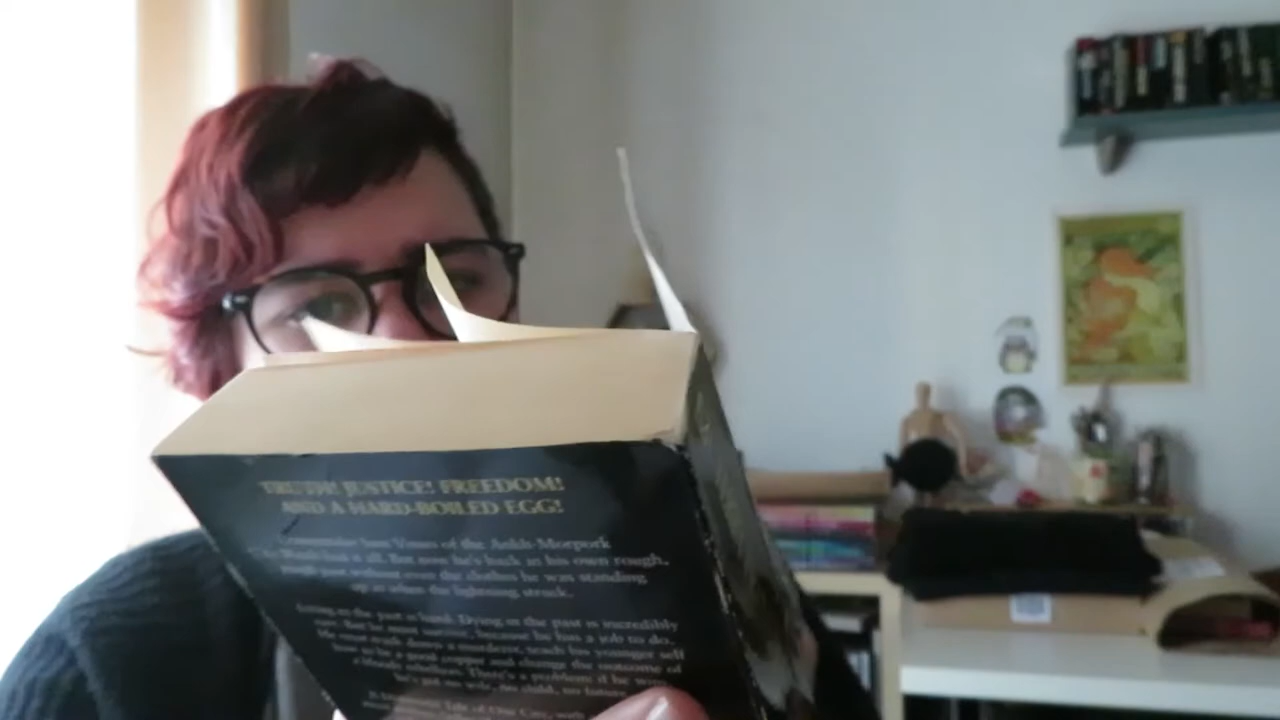 TRUTH! JUSTICE! FREEDOM!
AND A HARD-BOILED EGG!
Commander Sam Vimes of the Ankh-Morpork
had it all. But now he's back in his own rough,
without even the clothes he was standing
up in when the lightning struck.
Living in the past is hard. Dying in the past is incredibly
easy. But he must survive, because he has a job to do.
He must track down a murderer, teach his younger self
how to be a good copper and change the outcome of
a bloody rebellion. There's a problem: if he wins,
he's got no wife, no child, no future.
A Tale of One City, with